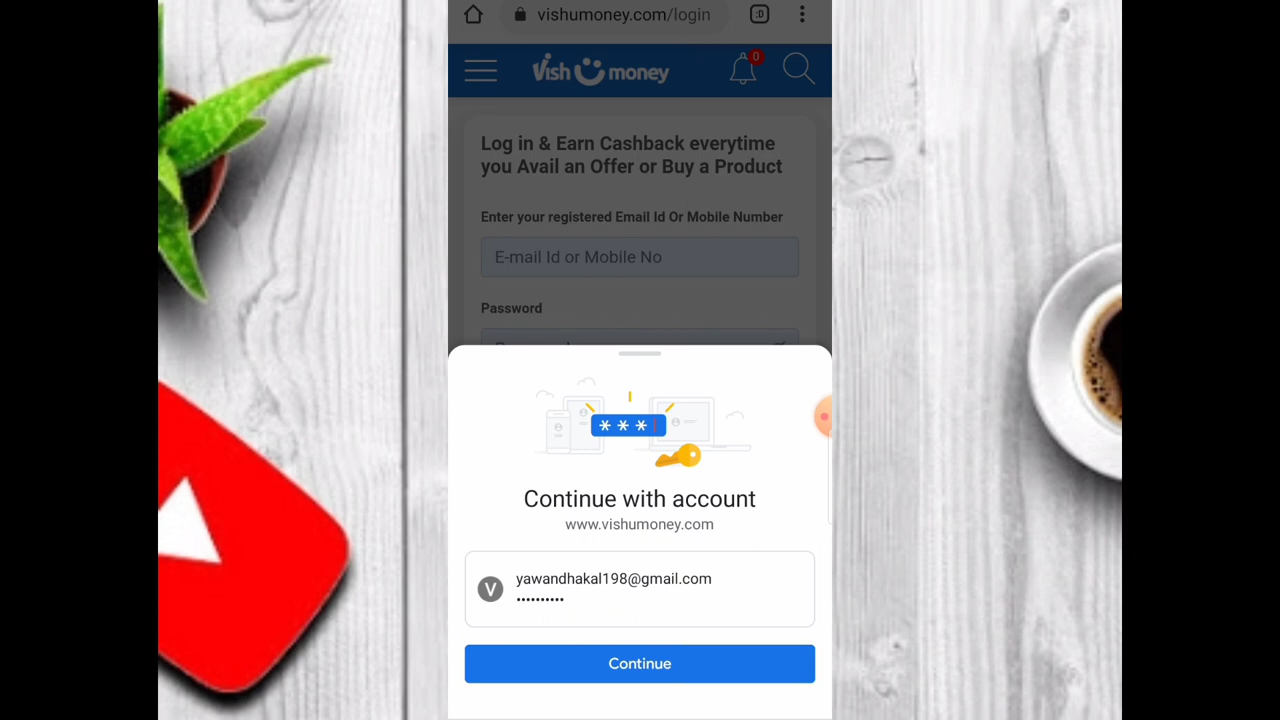 vishumoney.com/login
:D
Vish money
0
Log in & Earn Cashback everytime
you Avail an Offer or Buy a Product
Enter your registered Email Id Or Mobile Number
E-mail Id or Mobile No
Password
***
Continue with account
www.vishumoney.com
V
yawandhakal198@gmail.com
••••••••••
Continue